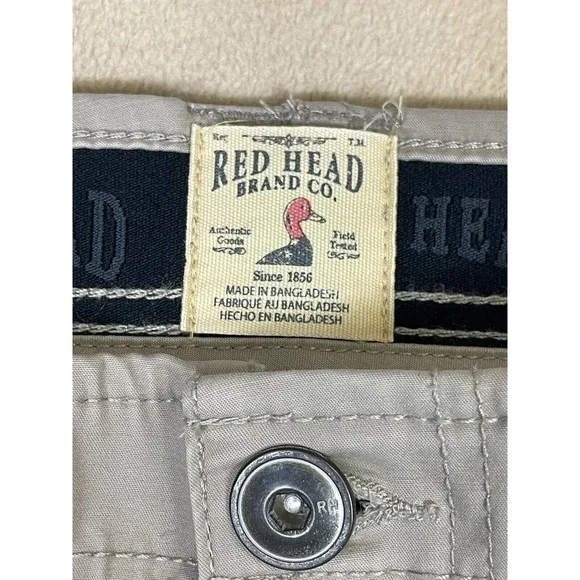 Reg. T.M.
RED HEAD
BRAND CO.
Authentic Goods
Field Tested
Since 1856
MADE IN BANGLADESH
FABRIQUÉ AU BANGLADESH
HECHO EN BANGLADESH
AD
HEA
RH